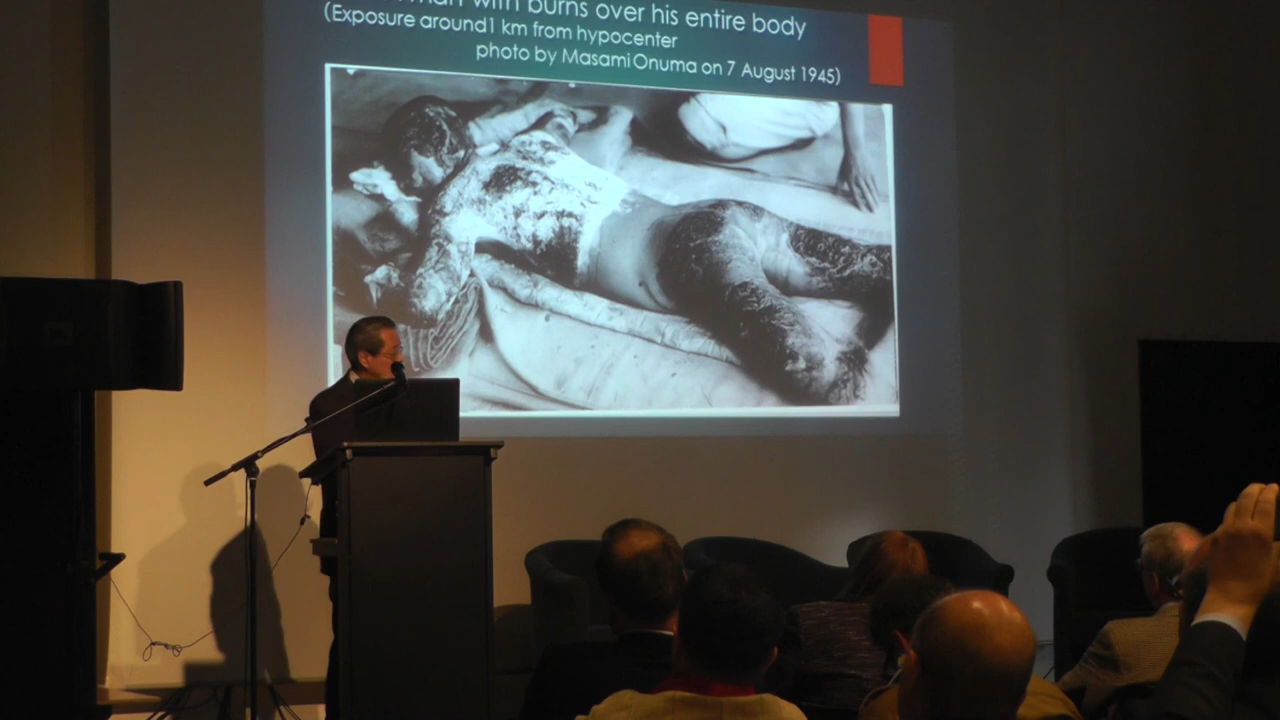 man with burns over his entire body
(Exposure around1 km from hypocenter
photo by Masami Onuma on 7 August 1945)